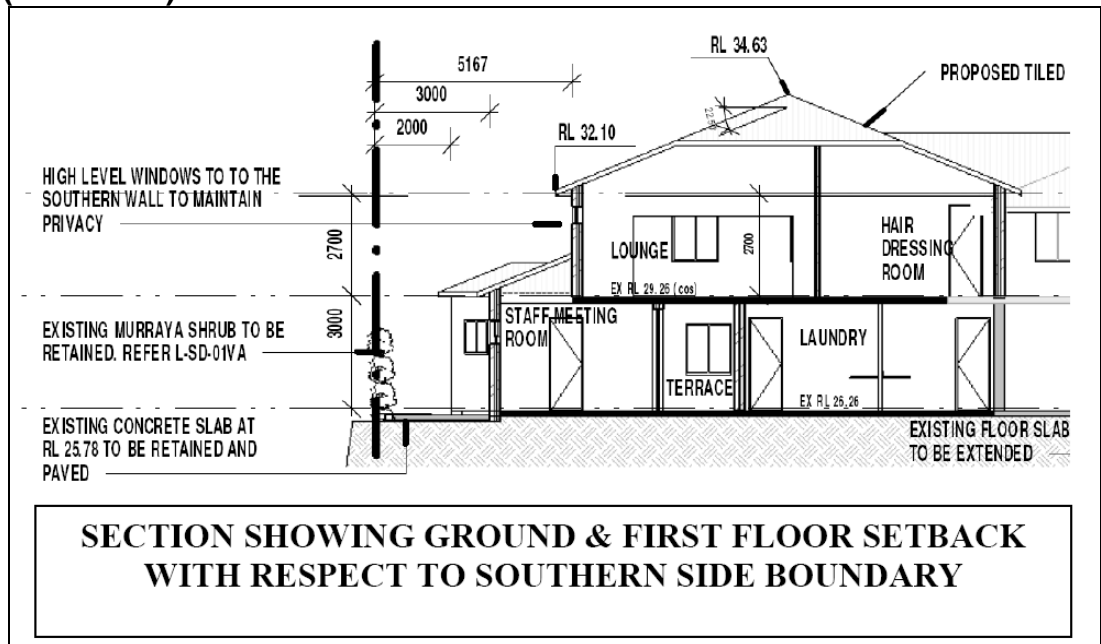 RL 34.63
5167
PROPOSED TILED
3000
22.50
2000
RL 32.10
HIGH LEVEL WINDOWS TO TO THE
SOUTHERN WALL TO MAINTAIN
PRIVACY
2700
LOUNGE
2700
HAIR
DRESSING
ROOM
EX RL 29.26 (cos)
EXISTING MURRAYA SHRUB TO BE
RETAINED. REFER L-SD-01VA
3000
STAFF MEETING
ROOM
TERRACE
LAUNDRY
EX RL 26.26
EXISTING CONCRETE SLAB AT
RL 25.78 TO BE RETAINED AND
PAVED
EXISTING FLOOR SLAB
TO BE EXTENDED
SECTION SHOWING GROUND & FIRST FLOOR SETBACK
WITH RESPECT TO SOUTHERN SIDE BOUNDARY